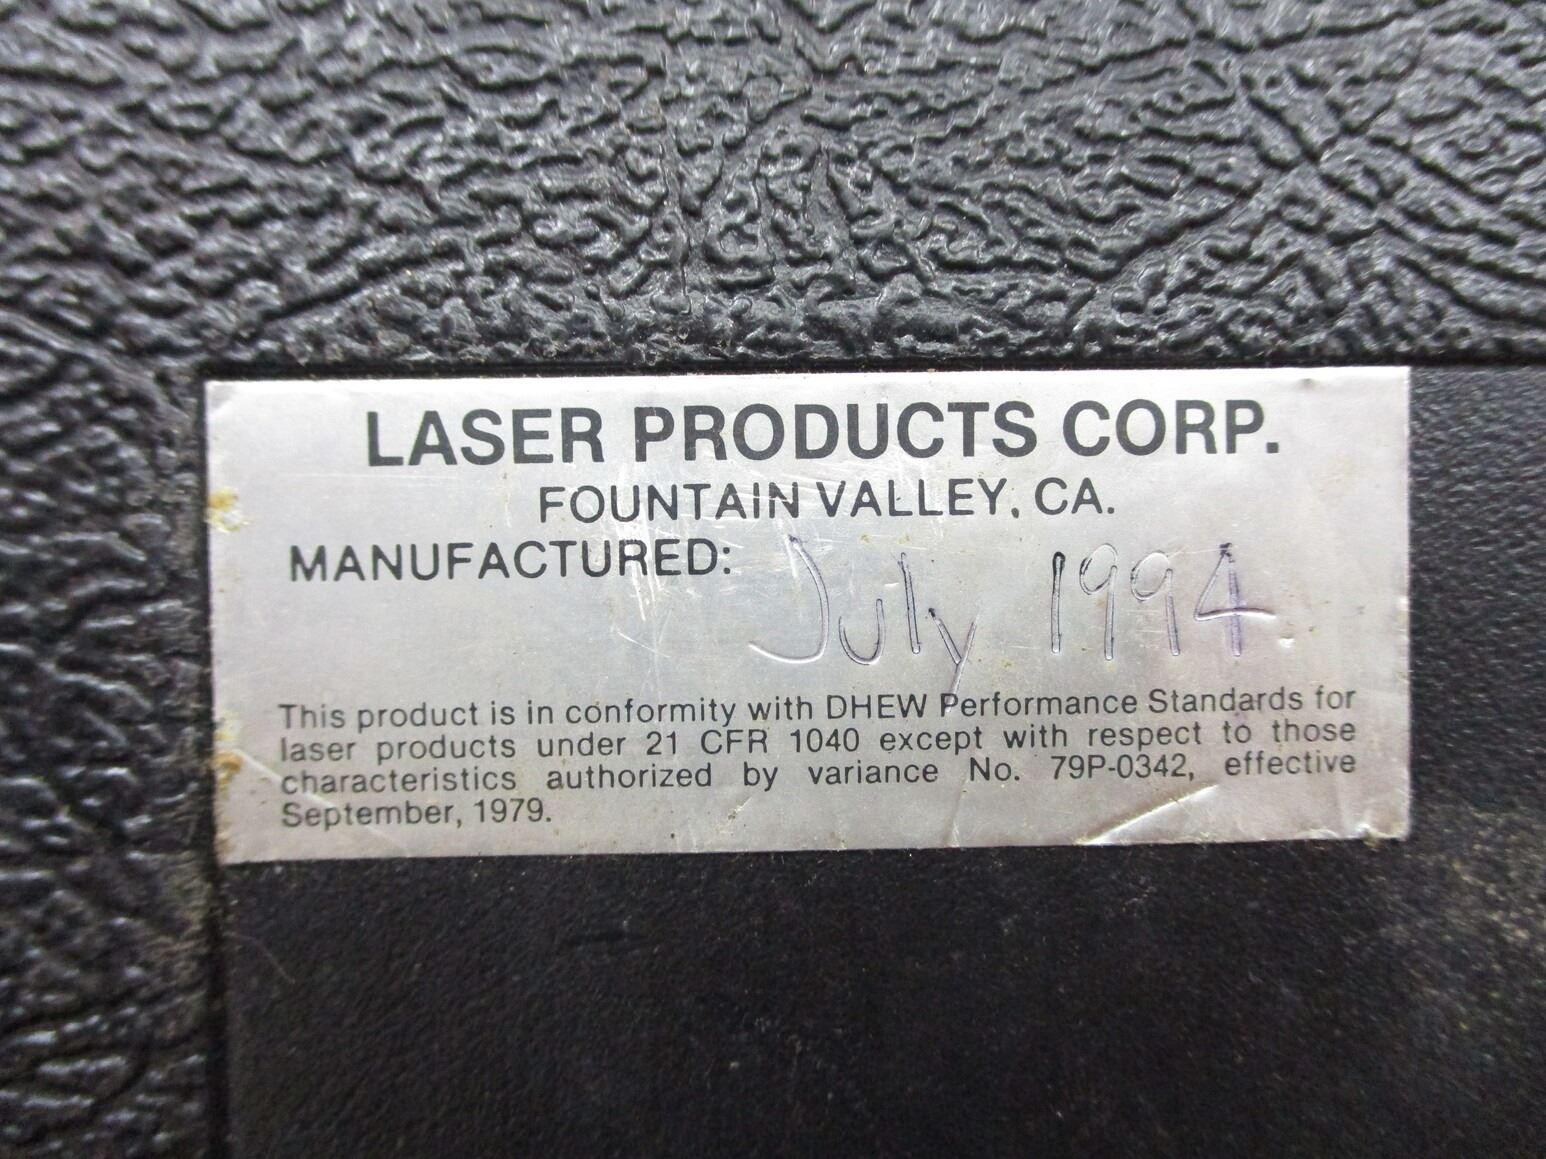 LASER PRODUCTS CORP.
FOUNTAIN VALLEY, CA.
MANUFACTURED: July 1994
This product is in conformity with DHEW Performance Standards for
laser products under 21 CFR 1040 except with respect to those
characteristics authorized by variance No. 79P-0342, effective
September, 1979.